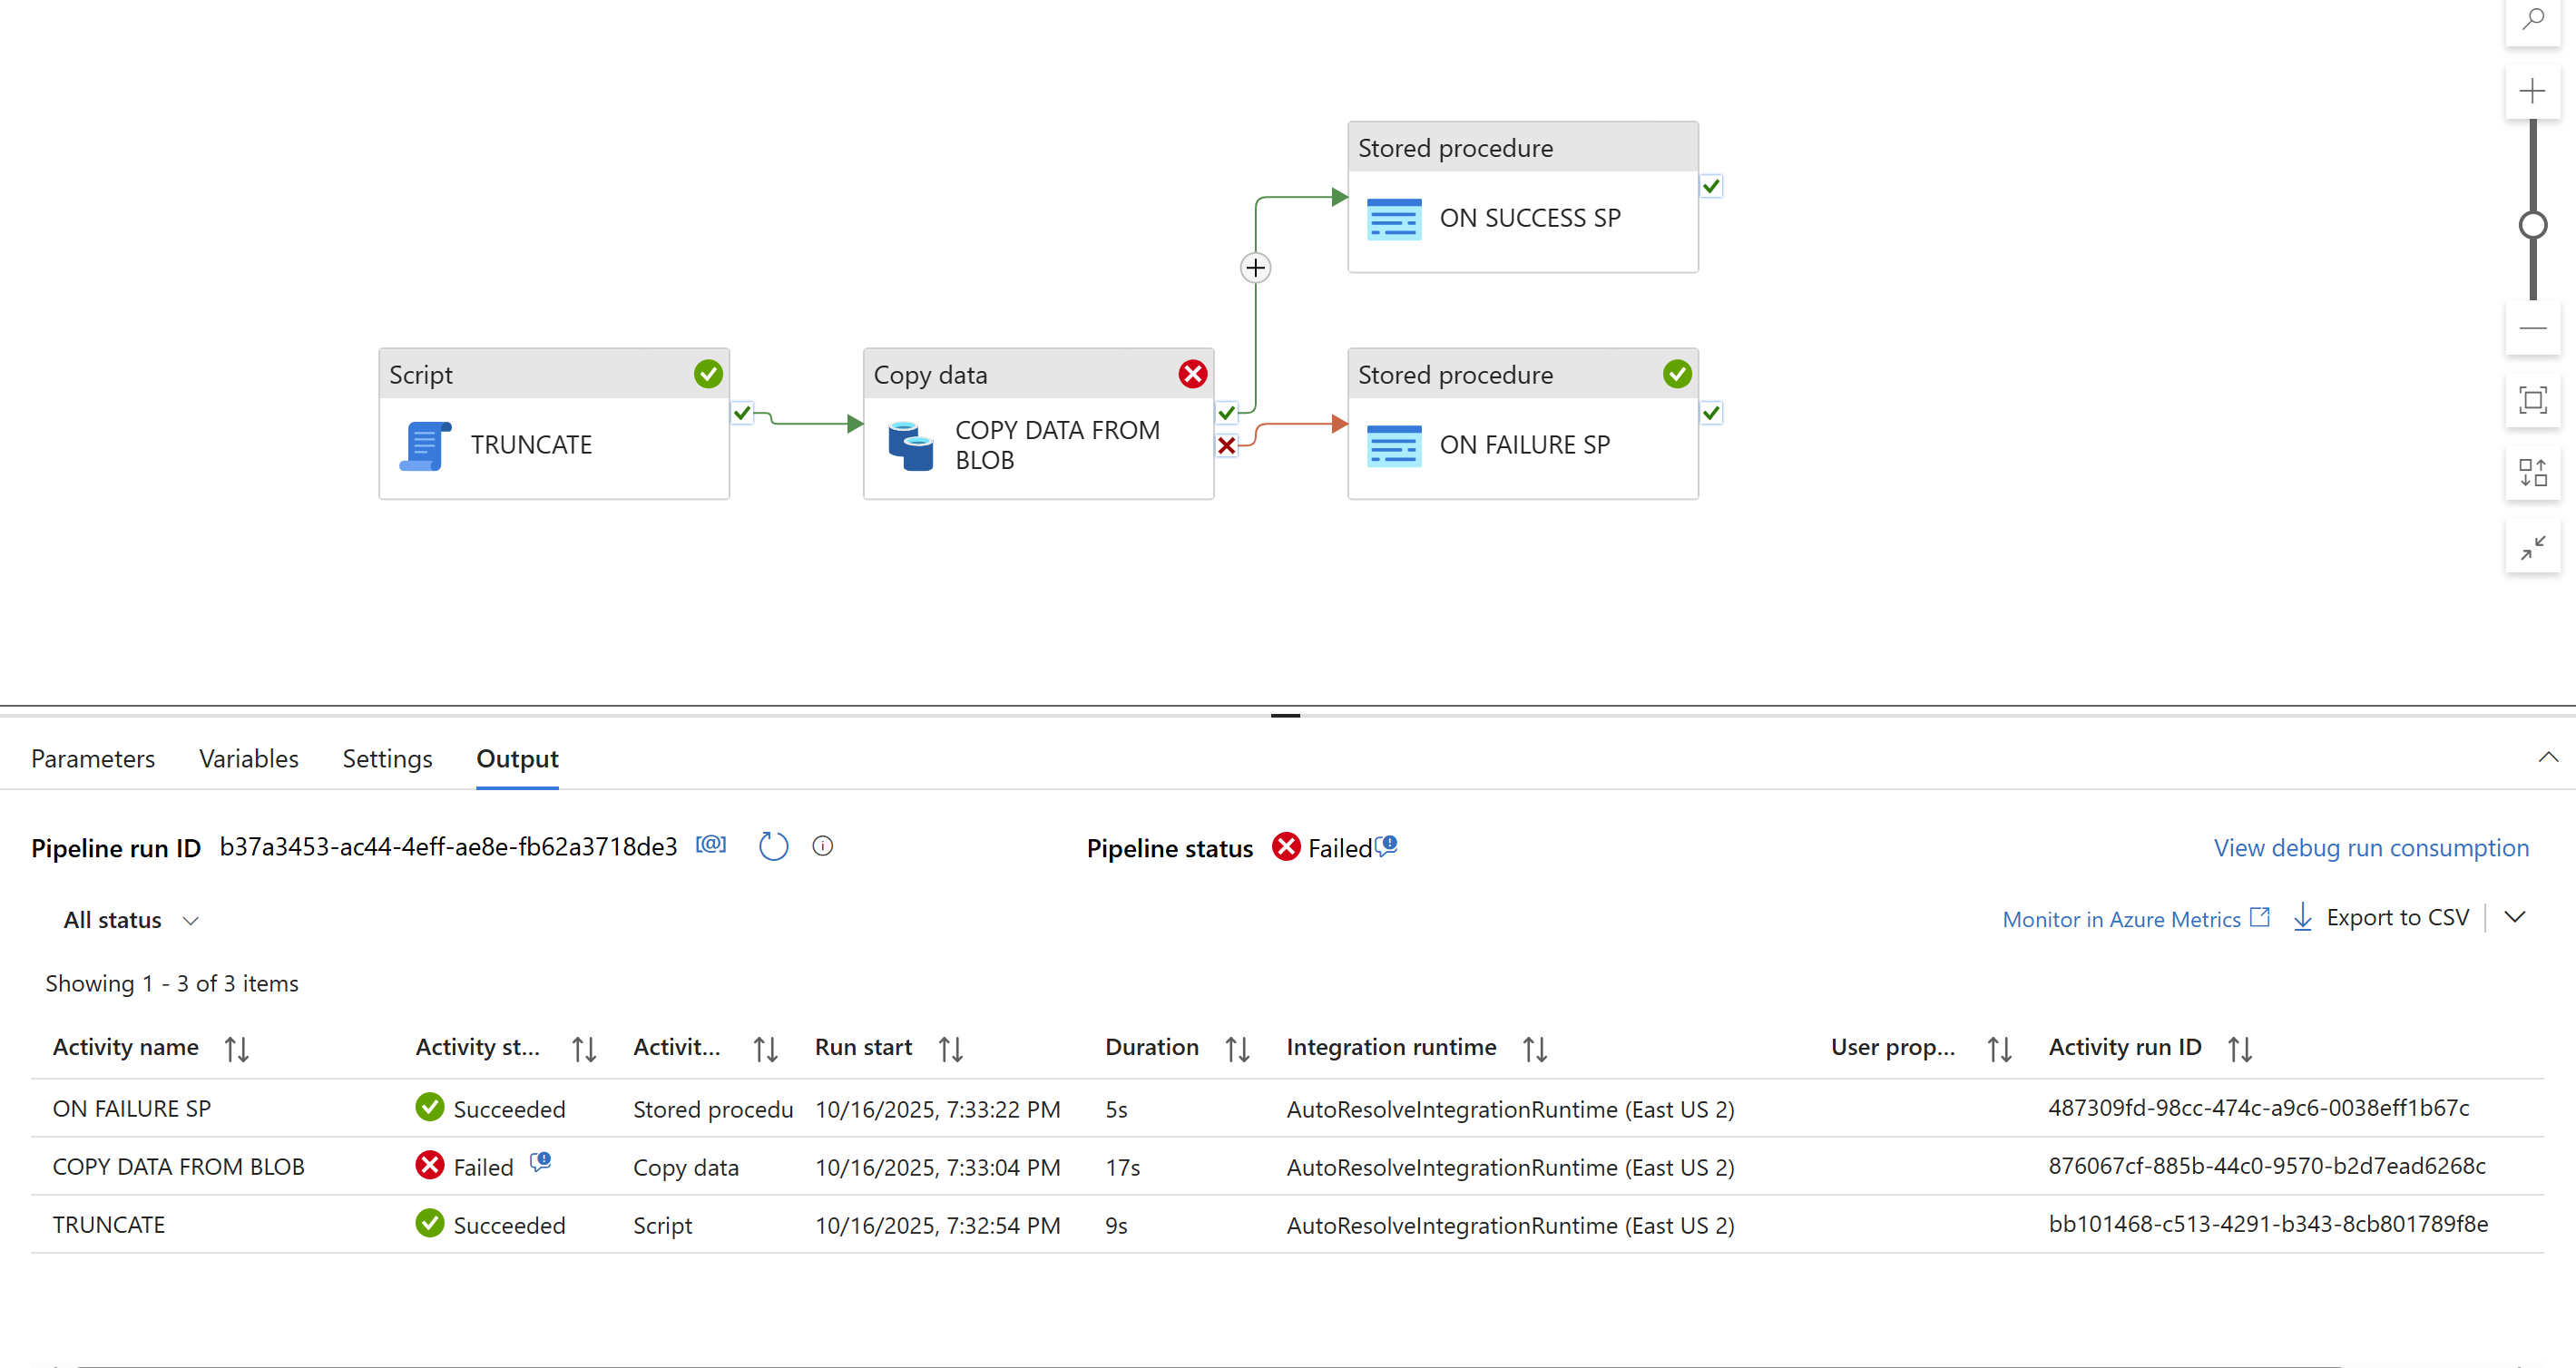 Stored procedure
ON SUCCESS SP
Script
TRUNCATE
Copy data
COPY DATA FROM
BLOB
Stored procedure
ON FAILURE SP
Parameters Variables Settings Output
Pipeline run ID b37a3453-ac44-4eff-ae8e-fb62a3718de3 [@] Pipeline status Failed View debug run consumption
All status Monitor in Azure Metrics Export to CSV
Showing 1 - 3 of 3 items
Activity name Activity st... Activit... Run start Duration Integration runtime User prop... Activity run ID
ON FAILURE SP Succeeded Stored procedu 10/16/2025, 7:33:22 PM 5s AutoResolveIntegrationRuntime (East US 2) 487309fd-98cc-474c-a9c6-0038eff1b67c
COPY DATA FROM BLOB Failed Copy data 10/16/2025, 7:33:04 PM 17s AutoResolveIntegrationRuntime (East US 2) 876067cf-885b-44c0-9570-b2d7ead6268c
TRUNCATE Succeeded Script 10/16/2025, 7:32:54 PM 9s AutoResolveIntegrationRuntime (East US 2) bb101468-c513-4291-b343-8cb801789f8e